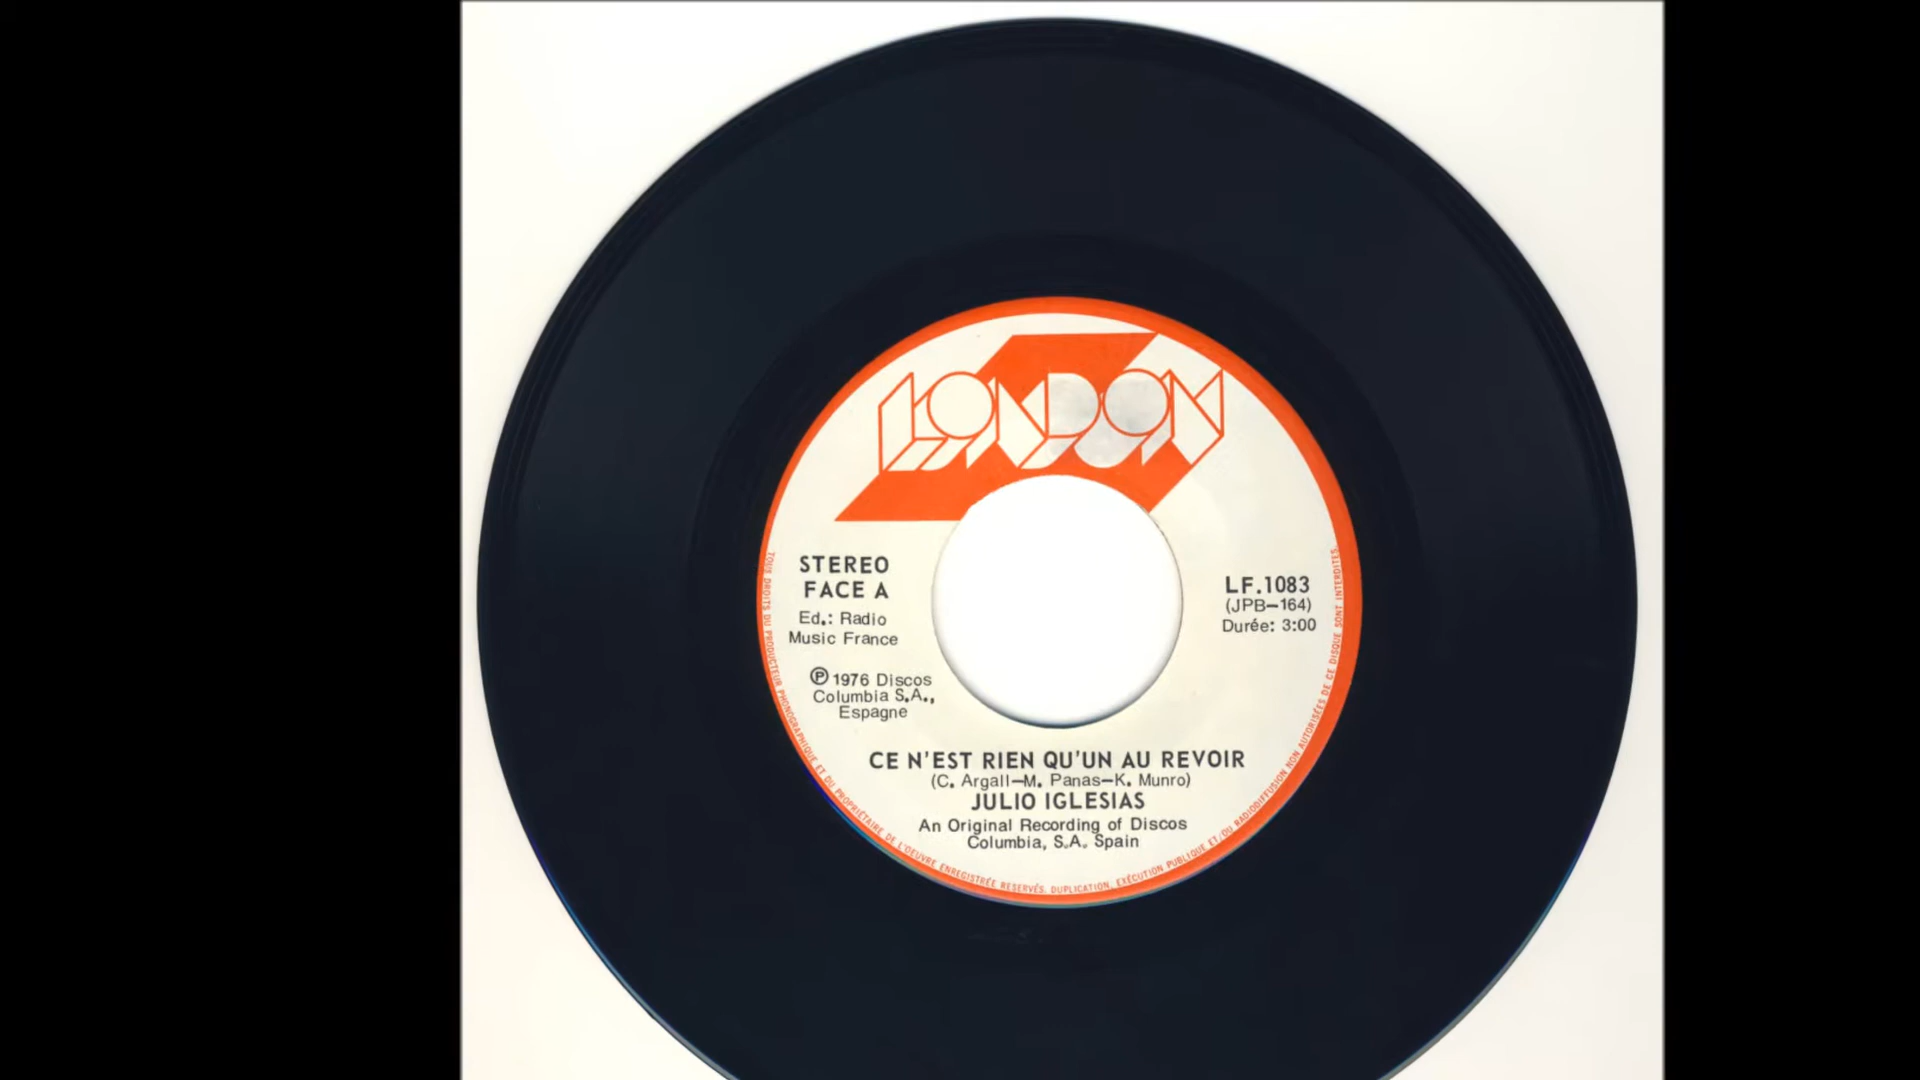 LONDON
STEREO
FACE A
Ed.: Radio
Music France
℗ 1976 Discos
Columbia S.A.,
Espagne
LF.1083
(JPB–164)
Durée: 3:00
CE N'EST RIEN QU'UN AU REVOIR
(C. Argall–M. Panas–K. Munro)
JULIO IGLESIAS
An Original Recording of Discos
Columbia, S.A. Spain
TOUS DROITS DU PRODUCTEUR PHONOGRAPHIQUE ET DU PROPRIÉTAIRE DE L'OEUVRE ENREGISTRÉE RESERVÉS. DUPLICATION, EXÉCUTION PUBLIQUE ET/OU RADIODIFFUSION NON AUTORISÉES DE CE DISQUE SONT INTERDITES.